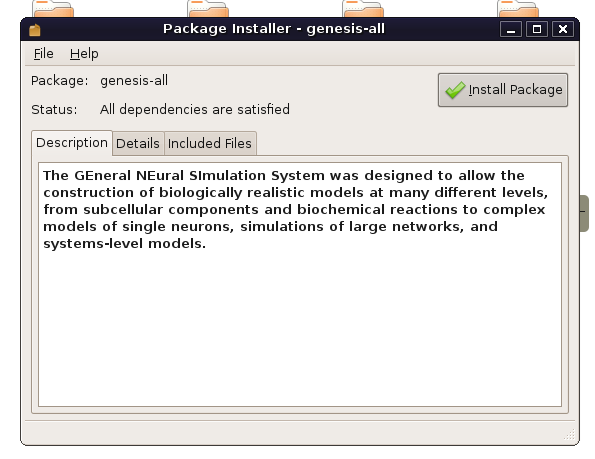 Package Installer - genesis-all
File Help
Package: genesis-all
Install Package
Status: All dependencies are satisfied
Description Details Included Files
The GEneral NEural SImulation System was designed to allow the
construction of biologically realistic models at many different levels,
from subcellular components and biochemical reactions to complex
models of single neurons, simulations of large networks, and
systems-level models.